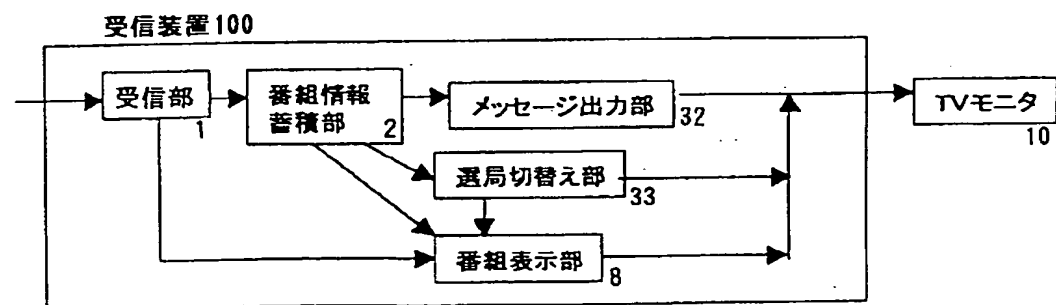 受信装置100
受信部
1
番組情報
蓄積部
2
メッセージ出力部
32
選局切替え部
33
番組表示部
8
TVモニタ
10